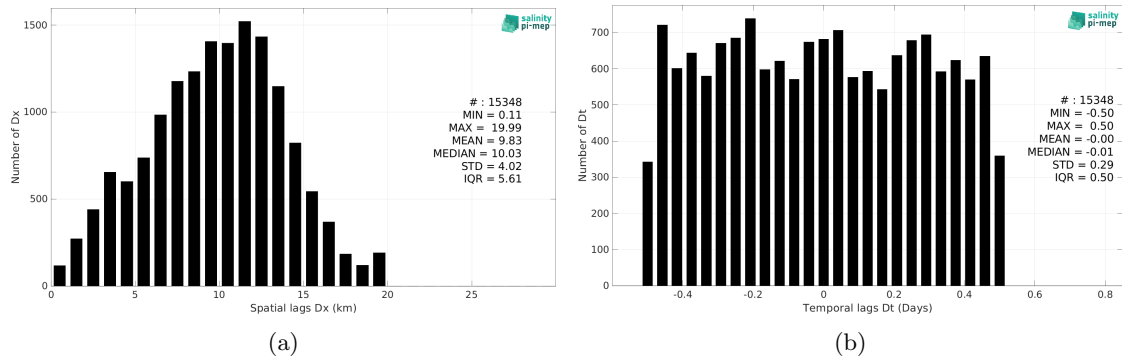 1500
1000
500
0
0
5
10
15
20
25
Number of Dx
Spatial lags Dx (km)
salinity
pi-mep
# : 15348
MIN = 0.11
MAX = 19.99
MEAN = 9.83
MEDIAN = 10.03
STD = 4.02
IQR = 5.61
(a)
700
600
500
400
300
200
100
0
-0.4
-0.2
0
0.2
0.4
0.6
0.8
Number of Dt
Temporal lags Dt (Days)
salinity
pi-mep
# : 15348
MIN = -0.50
MAX = 0.50
MEAN = -0.00
MEDIAN = -0.01
STD = 0.29
IQR = 0.50
(b)